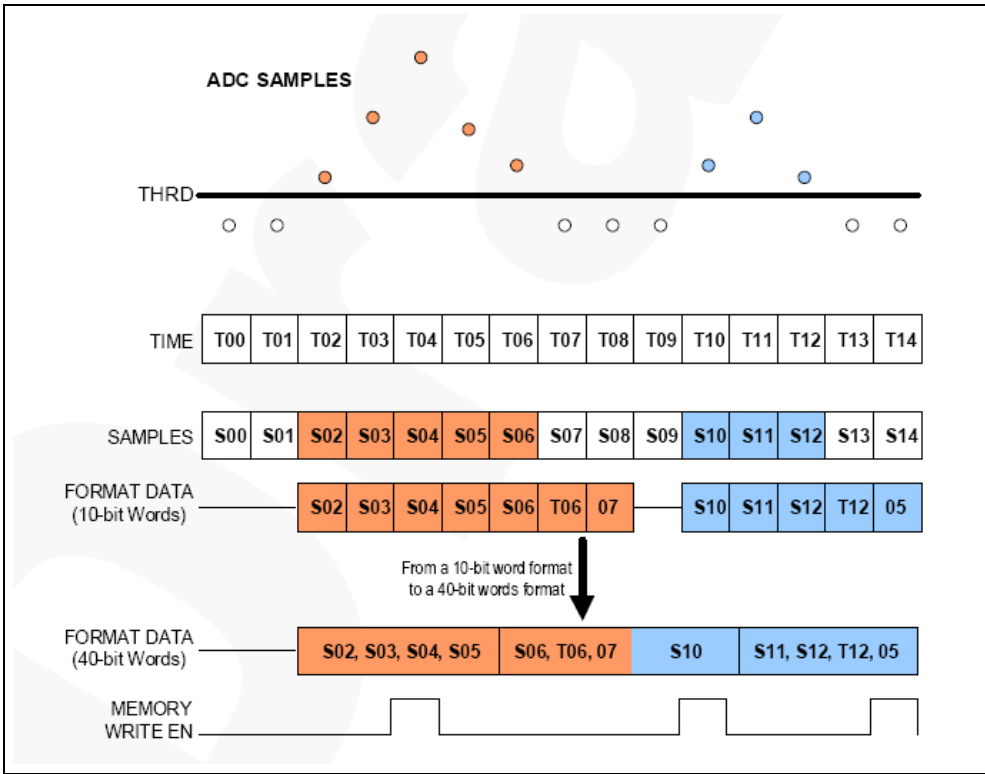 ADC SAMPLES
THRD
TIME T00 T01 T02 T03 T04 T05 T06 T07 T08 T09 T10 T11 T12 T13 T14
SAMPLES S00 S01 S02 S03 S04 S05 S06 S07 S08 S09 S10 S11 S12 S13 S14
FORMAT DATA
(10-bit Words)
S02 S03 S04 S05 S06 T06 07 S10 S11 S12 T12 05
From a 10-bit word format
to a 40-bit words format
FORMAT DATA
(40-bit Words)
S02, S03, S04, S05 S06, T06, 07 S10 S11, S12, T12, 05
MEMORY
WRITE EN